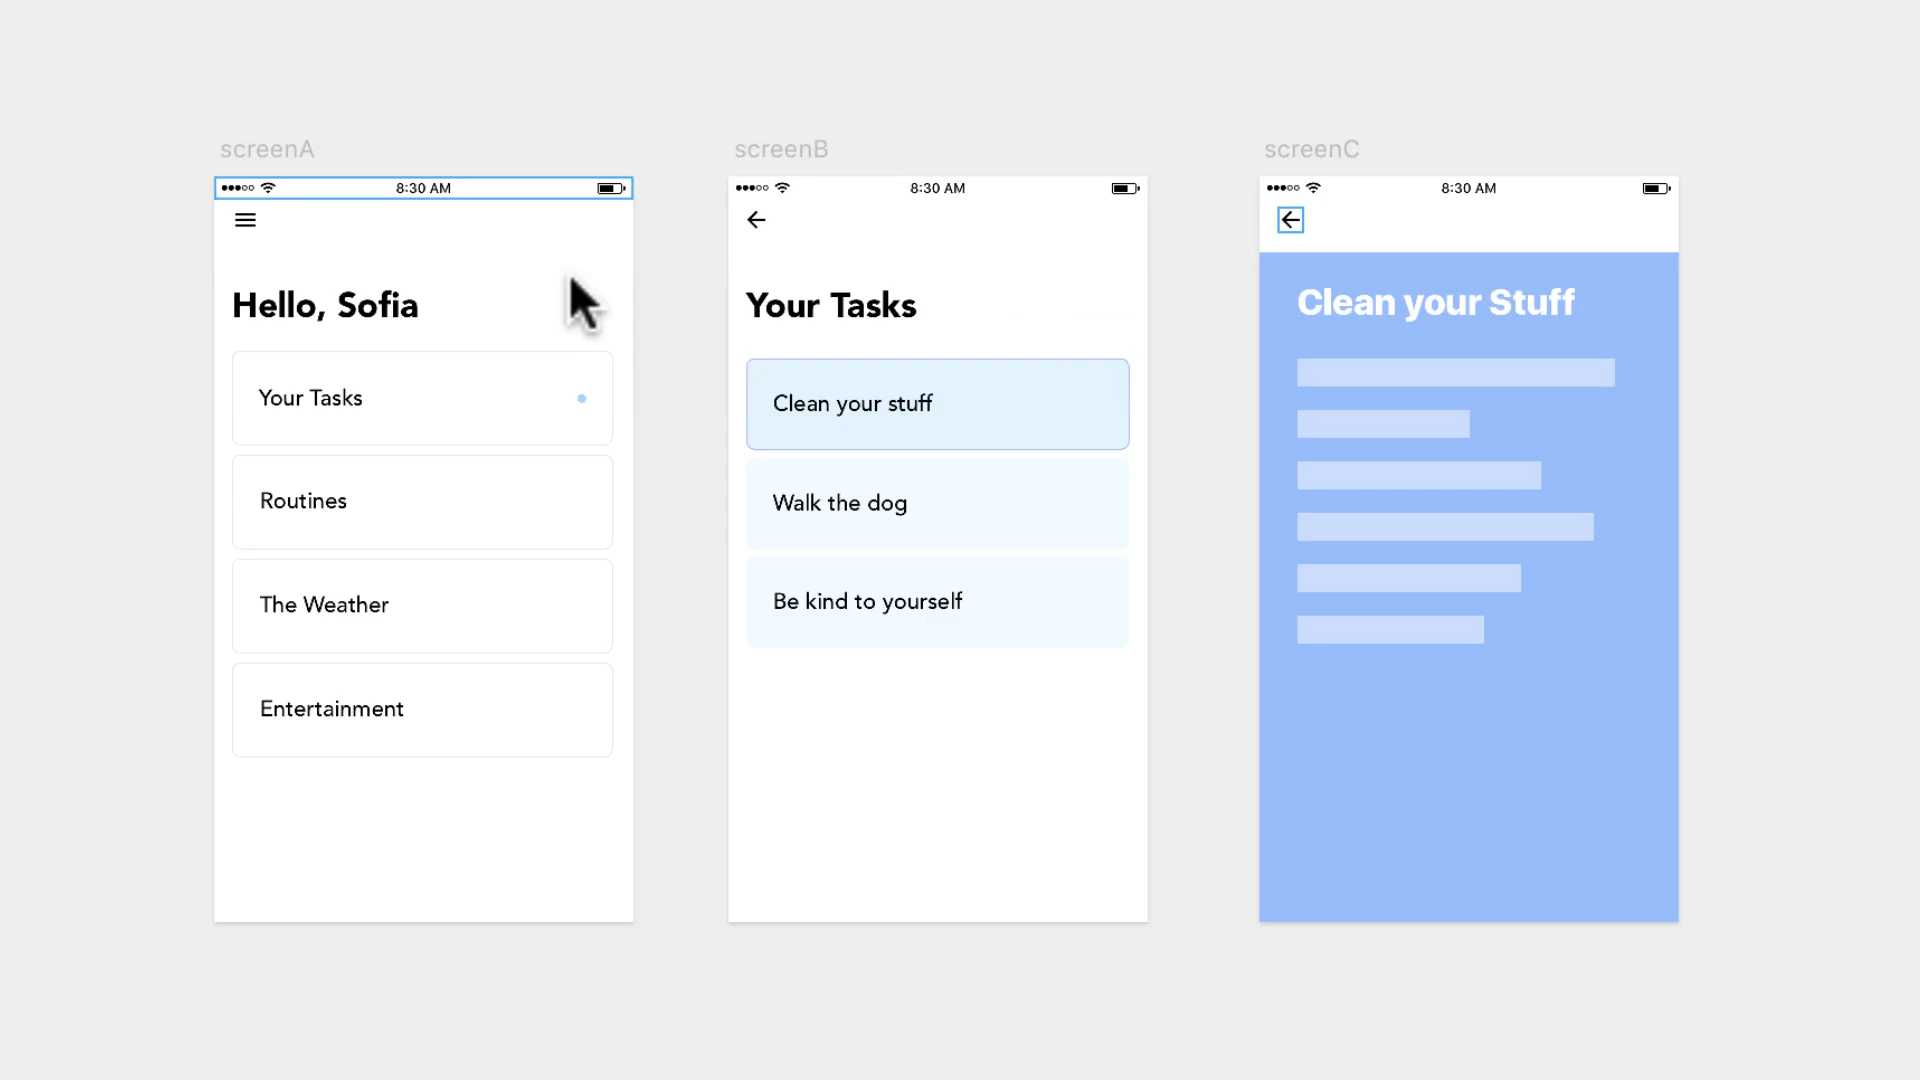 screenA
8:30 AM
Hello, Sofia
Your Tasks
Routines
The Weather
Entertainment
screenB
8:30 AM
Your Tasks
Clean your stuff
Walk the dog
Be kind to yourself
screenC
8:30 AM
Clean your Stuff